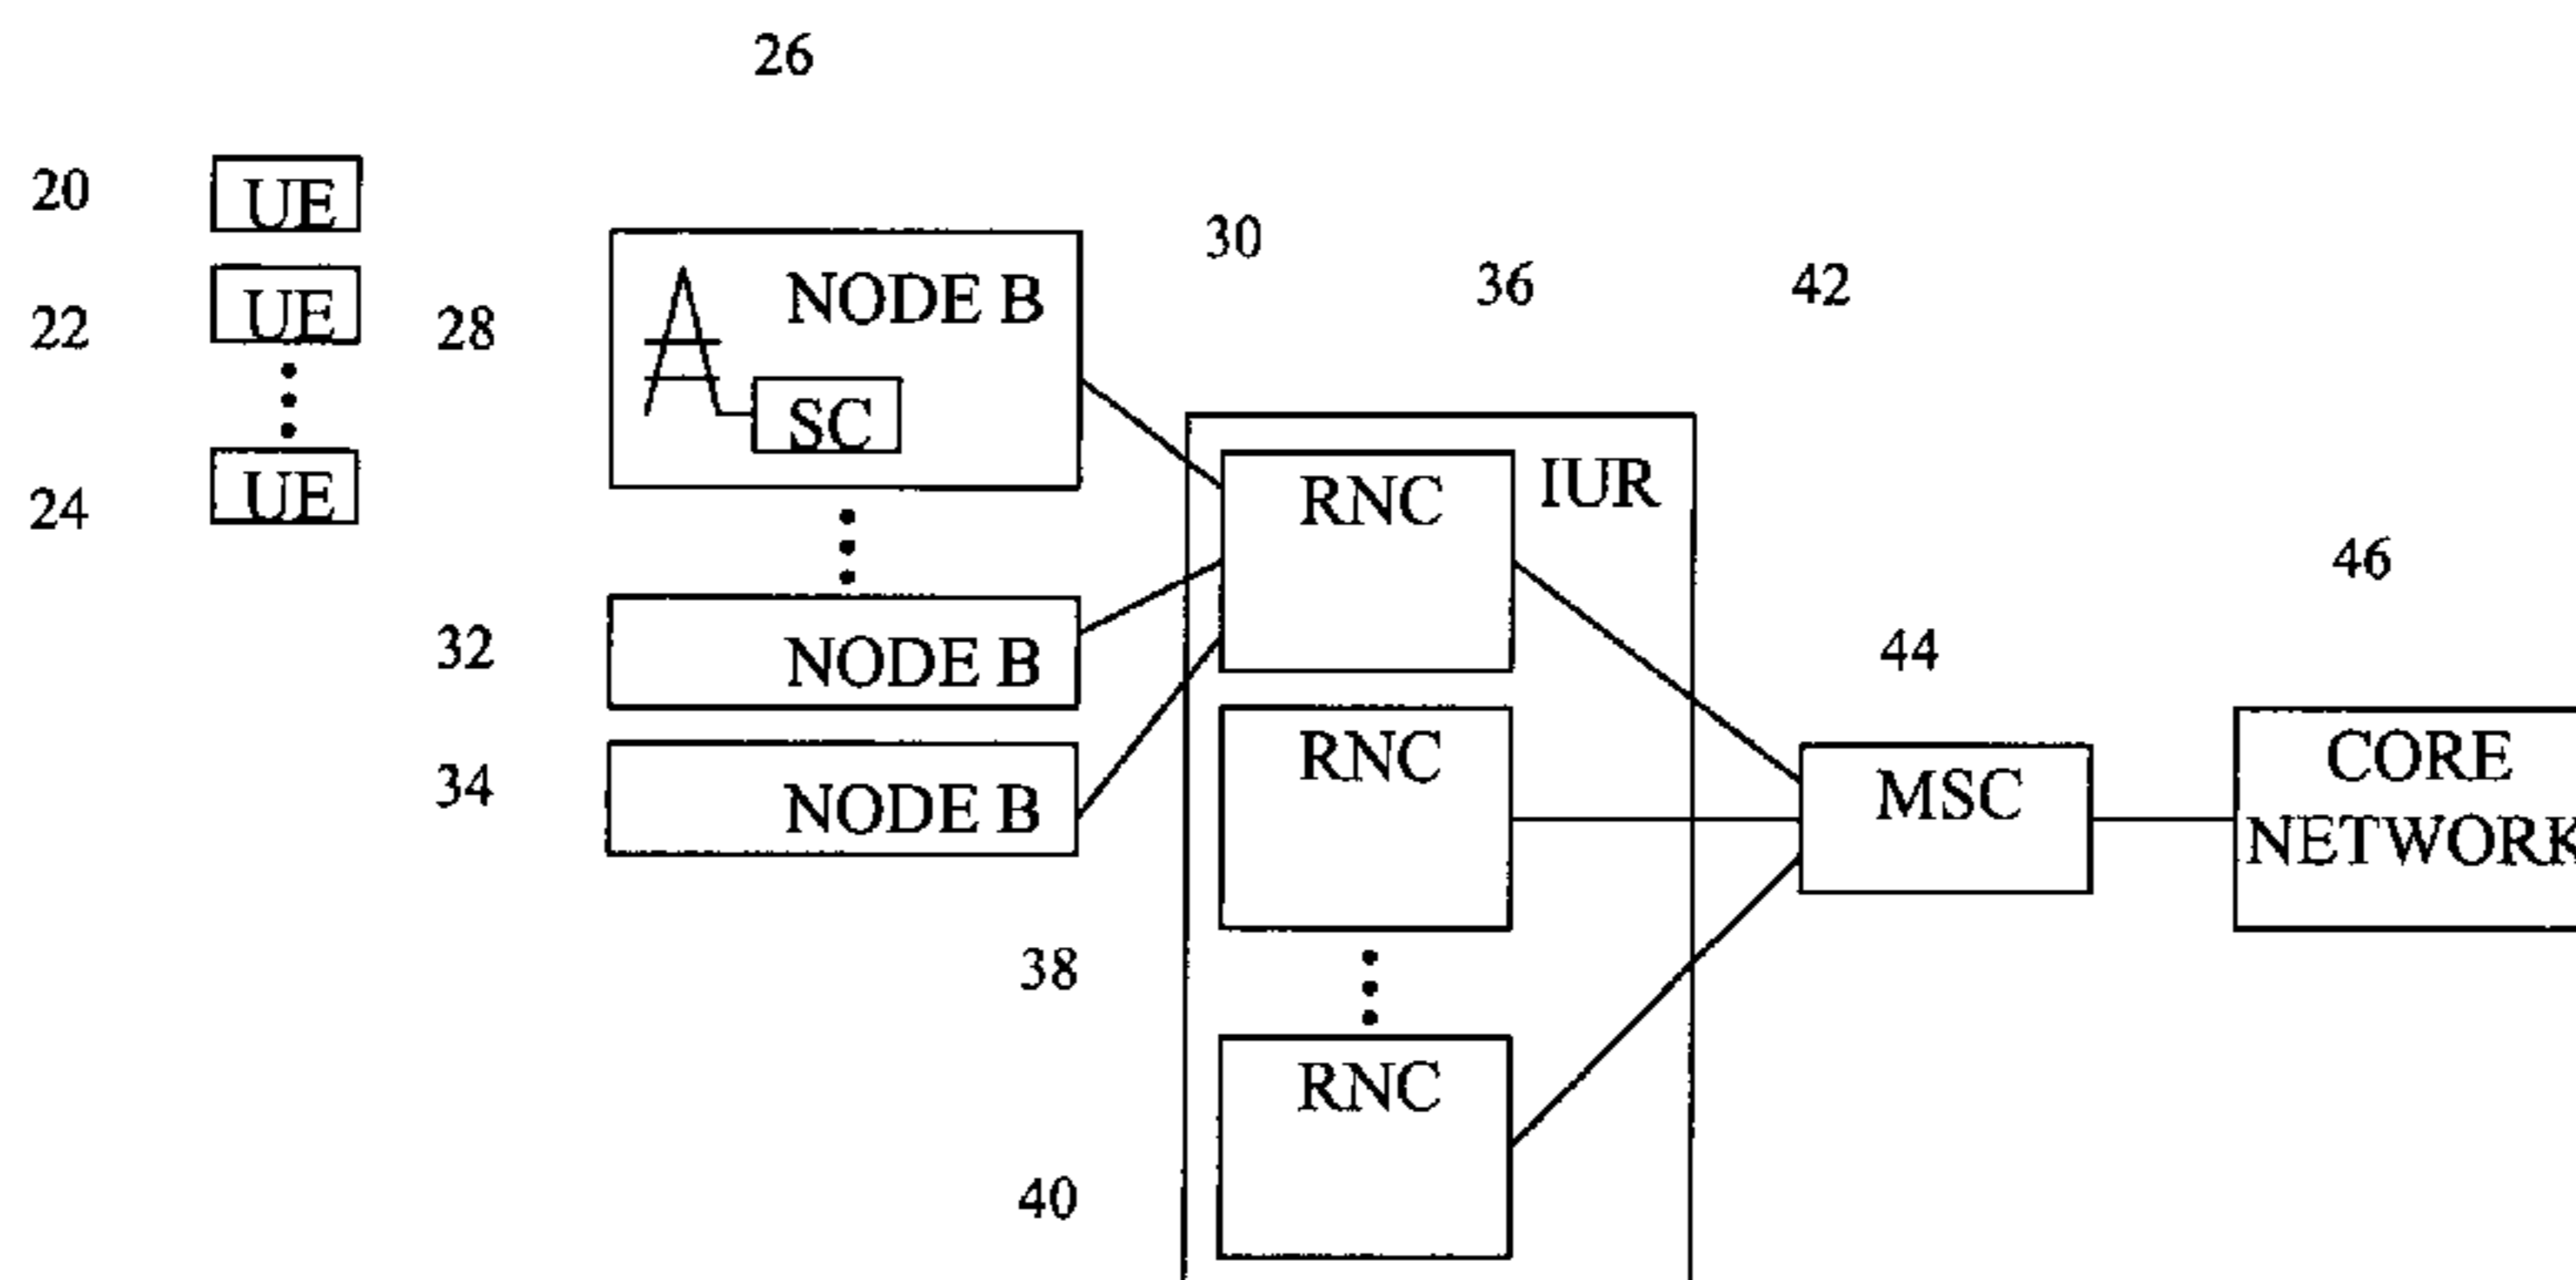 26
20 UE
22 UE
24 UE
28
NODE B
SC
30
36
42
32 NODE B
34 NODE B
RNC
IUR
RNC
38
RNC
40
44
MSC
46
CORE
NETWORK